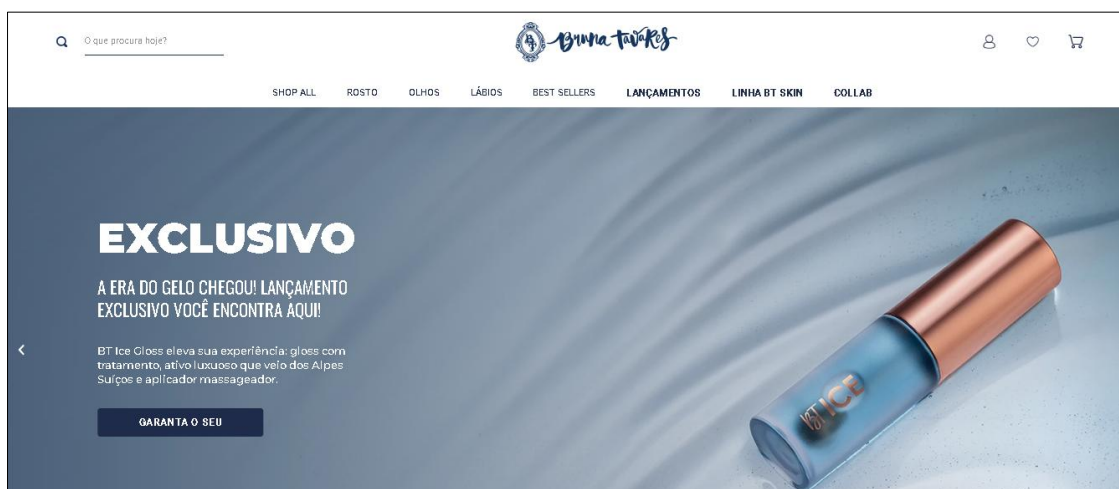 O que procura hoje?
BT
Bruna Tavares
SHOP ALL ROSTO OLHOS LÁBIOS BEST SELLERS LANÇAMENTOS LINHA BT SKIN COLLAB
EXCLUSIVO
A ERA DO GELO CHEGOU! LANÇAMENTO
EXCLUSIVO VOCÊ ENCONTRA AQUI!
BT Ice Gloss eleva sua experiência: gloss com
tratamento, ativo luxuoso que veio dos Alpes
Suíços e aplicador massageador.
GARANTA O SEU
BT ICE